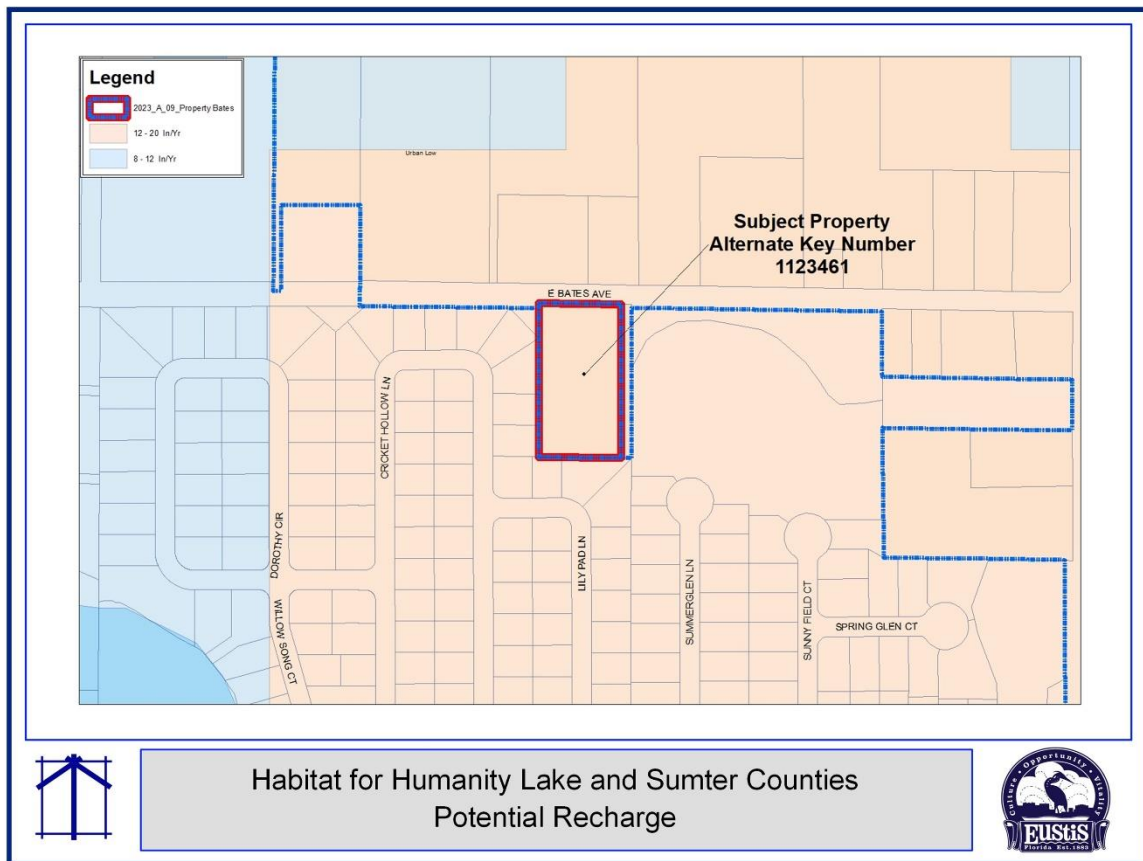 Legend
2023_A_09_Property Bates
12 - 20 In/Yr
8 - 12 In/Yr
Urban Low
Subject Property
Alternate Key Number
1123461
E BATES AVE
CRICKET HOLLOW LN
DOROTHY CIR
LILY PAD LN
SUMMERGLEN LN
SUNNY FIELD CT
SPRING GLEN CT
WILLOW SONG CT
Habitat for Humanity Lake and Sumter Counties
Potential Recharge
Culture • Opportunity • Vitality
EUSTIS
Florida Est.1883